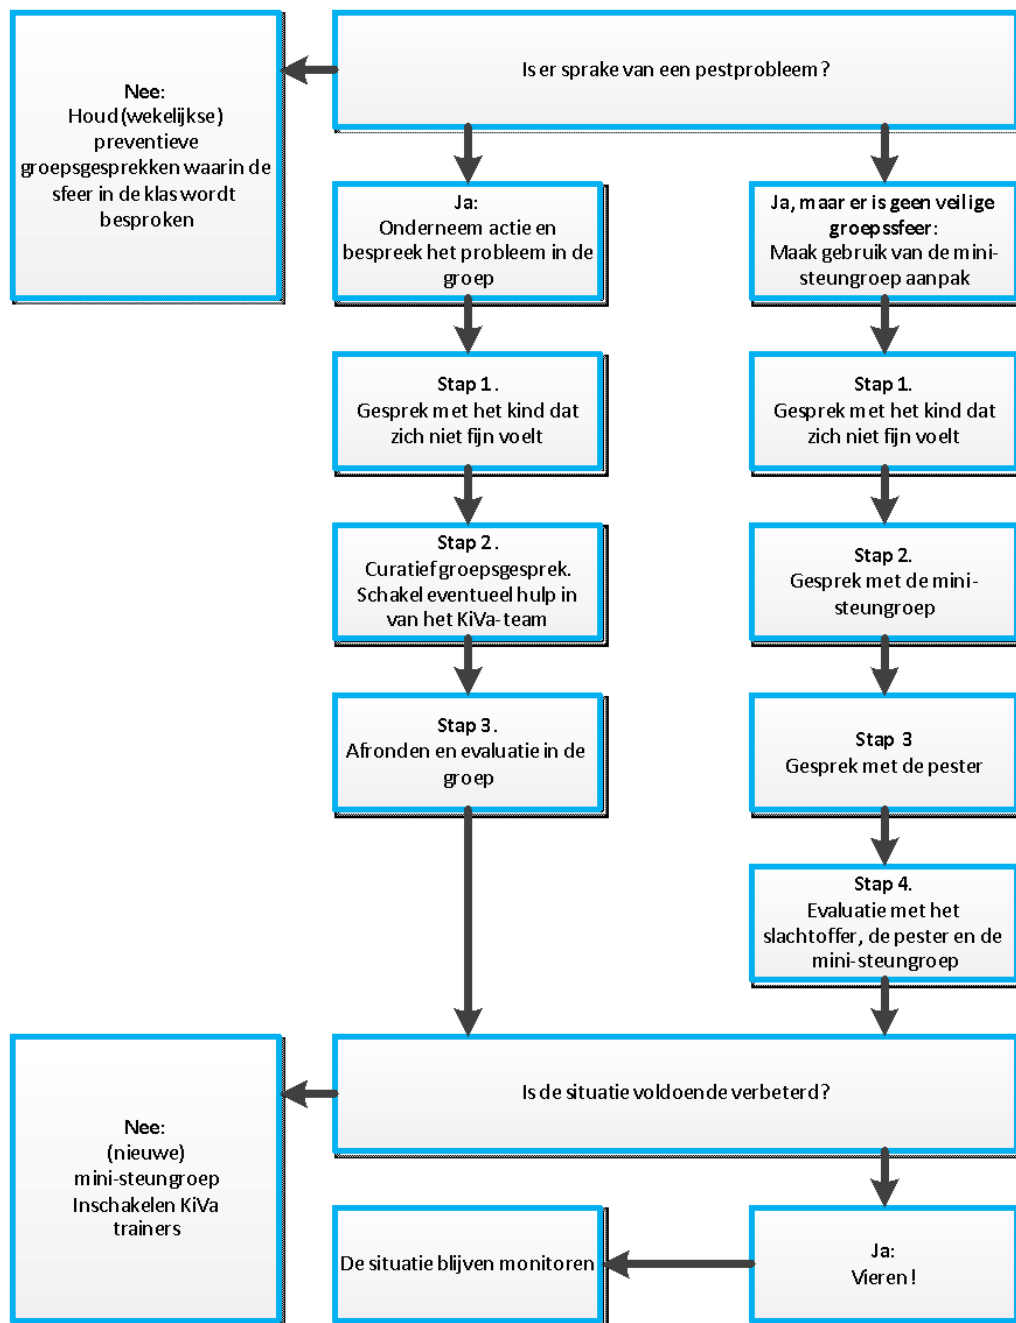 Is er sprake van een pestprobleem?
Nee:
Houd (wekelijkse)
preventieve
groepsgesprekken waarin de
sfeer in de klas wordt
besproken
Ja:
Onderneem actie en
bespreek het probleem in de
groep
Ja, maar er is geen veilige
groepssfeer:
Maak gebruik van de mini-
steungroep aanpak
Stap 1.
Gesprek met het kind dat
zich niet fijn voelt
Stap 1.
Gesprek met het kind dat
zich niet fijn voelt
Stap 2.
Curatief groepsgesprek.
Schakel eventueel hulp in
van het KiVa-team
Stap 2.
Gesprek met de mini-
steungroep
Stap 3.
Afronden en evaluatie in de
groep
Stap 3
Gesprek met de pester
Stap 4.
Evaluatie met het
slachtoffer, de pester en de
mini-steungroep
Is de situatie voldoende verbeterd?
Nee:
(nieuwe)
mini-steungroep
Inschakelen KiVa
trainers
De situatie blijven monitoren
Ja:
Vieren!